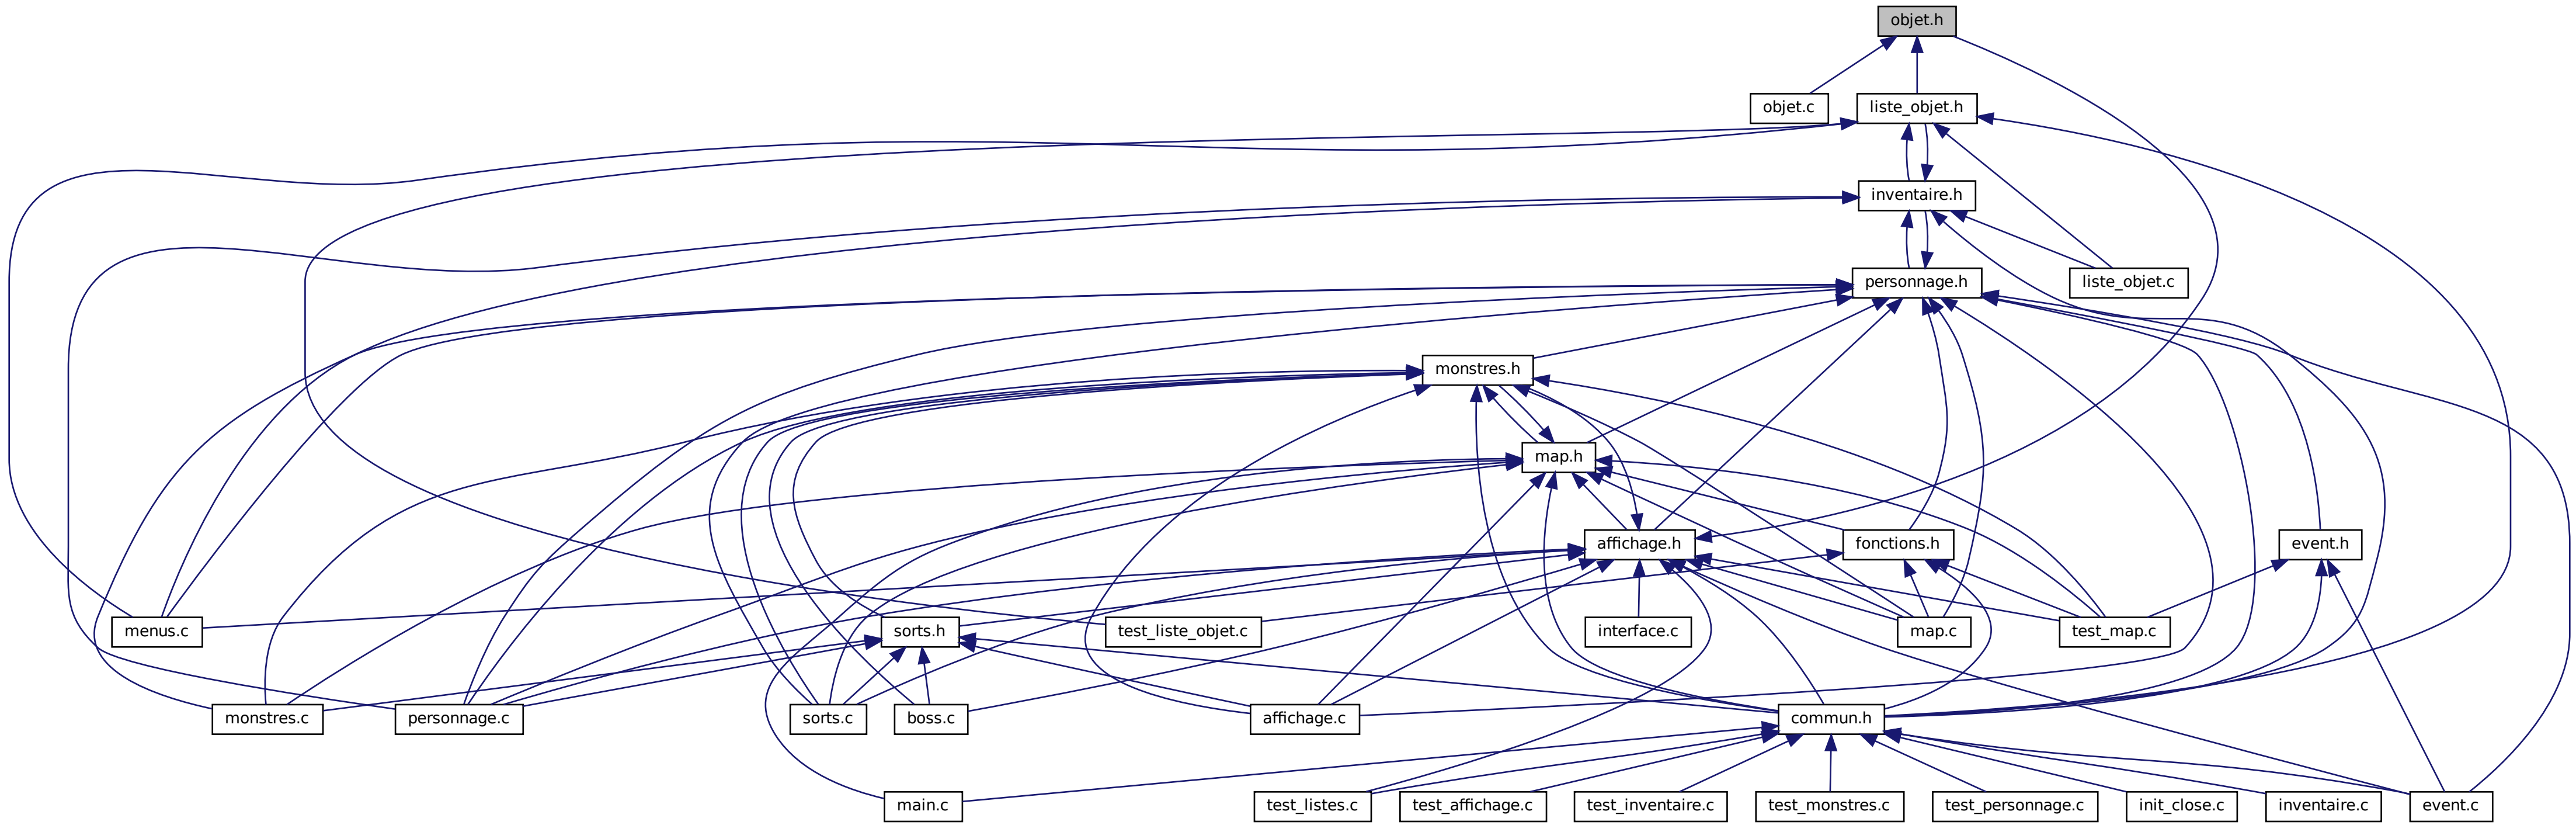 objet.h
objet.c
liste_objet.h
inventaire.h
personnage.h
liste_objet.c
monstres.h
map.h
affichage.h
fonctions.h
event.h
menus.c
sorts.h
test_liste_objet.c
interface.c
map.c
test_map.c
monstres.c
personnage.c
sorts.c
boss.c
affichage.c
commun.h
main.c
test_listes.c
test_affichage.c
test_inventaire.c
test_monstres.c
test_personnage.c
init_close.c
inventaire.c
event.c